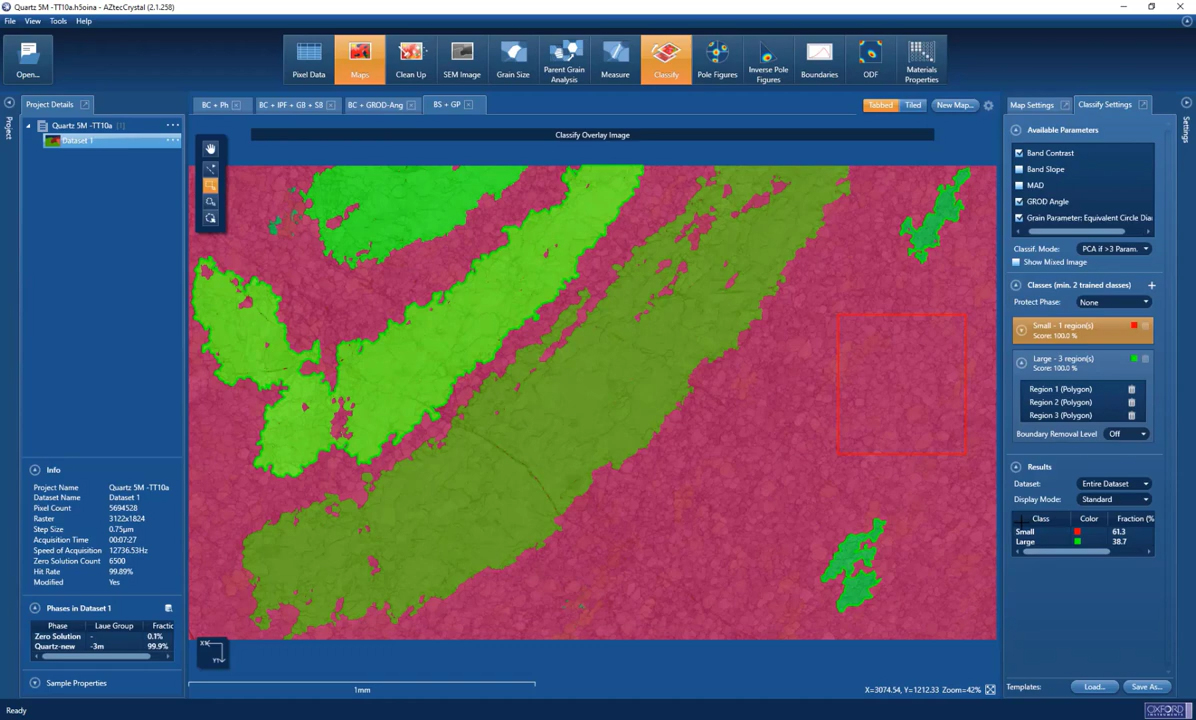 Quartz 5M - TT10a.h5oina - AZtecCrystal (2.1.258)
File View Tools Help
Open...
Pixel Data
Maps
Clean Up
SEM Image
Grain Size
Parent Grain
Analysis
Measure
Classify
Pole Figures
Inverse Pole
Figures
Boundaries
ODF
Materials
Properties
Project
Project Details
Quartz 5M -TT10a [1]
Dataset 1
Info
Project Name Quartz 5M -TT10a
Dataset Name Dataset 1
Pixel Count 5694528
Raster 3122x1824
Step Size 0.75µm
Acquisition Time 00:07:27
Speed of Acquisition 12736.53Hz
Zero Solution Count 6500
Hit Rate 99.89%
Modified Yes
Phases in Dataset 1
Phase Laue Group Fractic
Zero Solution - 0.1%
Quartz-new -3m 99.9%
Sample Properties
BC + Ph
BC + IPF + GB + SB
BC + GROD-Ang
BS + GP
Tabbed Tiled New Map...
Classify Overlay Image
X
Y
1mm
X=3074.54, Y=1212.33 Zoom=42%
Map Settings
Classify Settings
Settings
Available Parameters
Band Contrast
Band Slope
MAD
GROD Angle
Grain Parameter: Equivalent Circle Dia
Classif. Mode: PCA if >3 Param.
Show Mixed Image
Classes (min. 2 trained classes) +
Protect Phase: None
Small - 1 region(s)
Score: 100.0 %
Large - 3 region(s)
Score: 100.0 %
Region 1 (Polygon)
Region 2 (Polygon)
Region 3 (Polygon)
Boundary Removal Level Off
Results
Dataset: Entire Dataset
Display Mode: Standard
Class Color Fraction (%
Small 61.3
Large 38.7
Templates: Load... Save As...
Ready
OXFORD
INSTRUMENTS